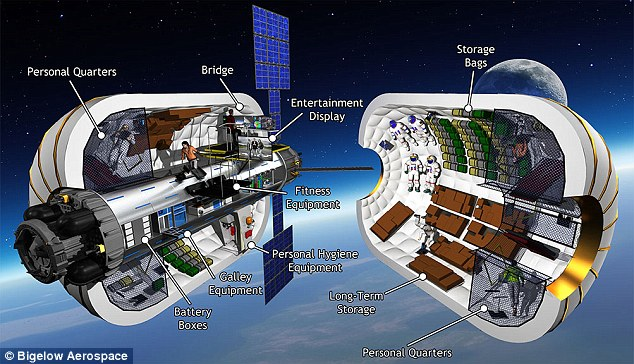 Personal Quarters
Bridge
Entertainment
Display
Storage
Bags
Fitness
Equipment
Personal Hygiene
Equipment
Galley
Equipment
Battery
Boxes
Long-Term
Storage
Personal Quarters
© Bigelow Aerospace